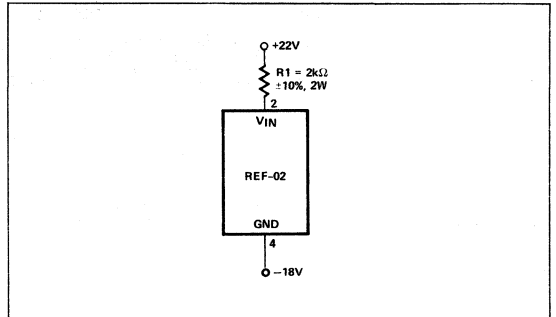 +22V
R1 = 2kΩ
±10%, 2W
2
VIN
REF-02
GND
4
−18V